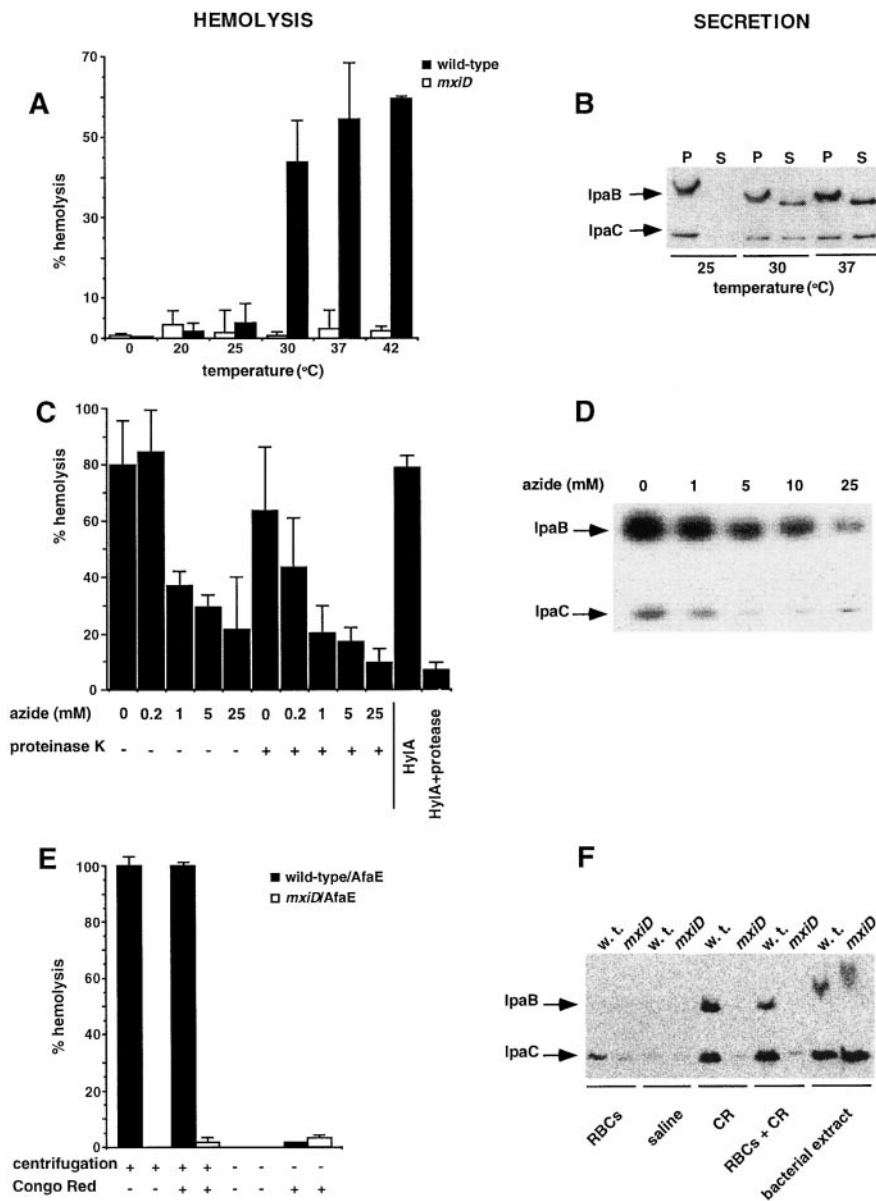 HEMOLYSIS
SECRETION
A
% hemolysis
70
50
30
10
0
wild-type
mxiD
0 20 25 30 37 42
temperature (°C)
B
P S P S P S
IpaB
IpaC
25 30 37
temperature (°C)
C
% hemolysis
100
80
60
40
20
0
azide (mM) 0 0.2 1 5 25 0 0.2 1 5 25
proteinase K - - - - - + + + + +
HylA
HylA+protease
D
azide (mM) 0 1 5 10 25
IpaB
IpaC
E
% hemolysis
100
80
60
40
20
0
wild-type/AfaE
mxiD/AfaE
centrifugation + + + + - - - -
Congo Red - - + + - - + +
F
w. t. mxiD w. t. mxiD w. t. mxiD w. t. mxiD w. t. mxiD
IpaB
IpaC
RBCs
saline
CR
RBCs + CR
bacterial extract